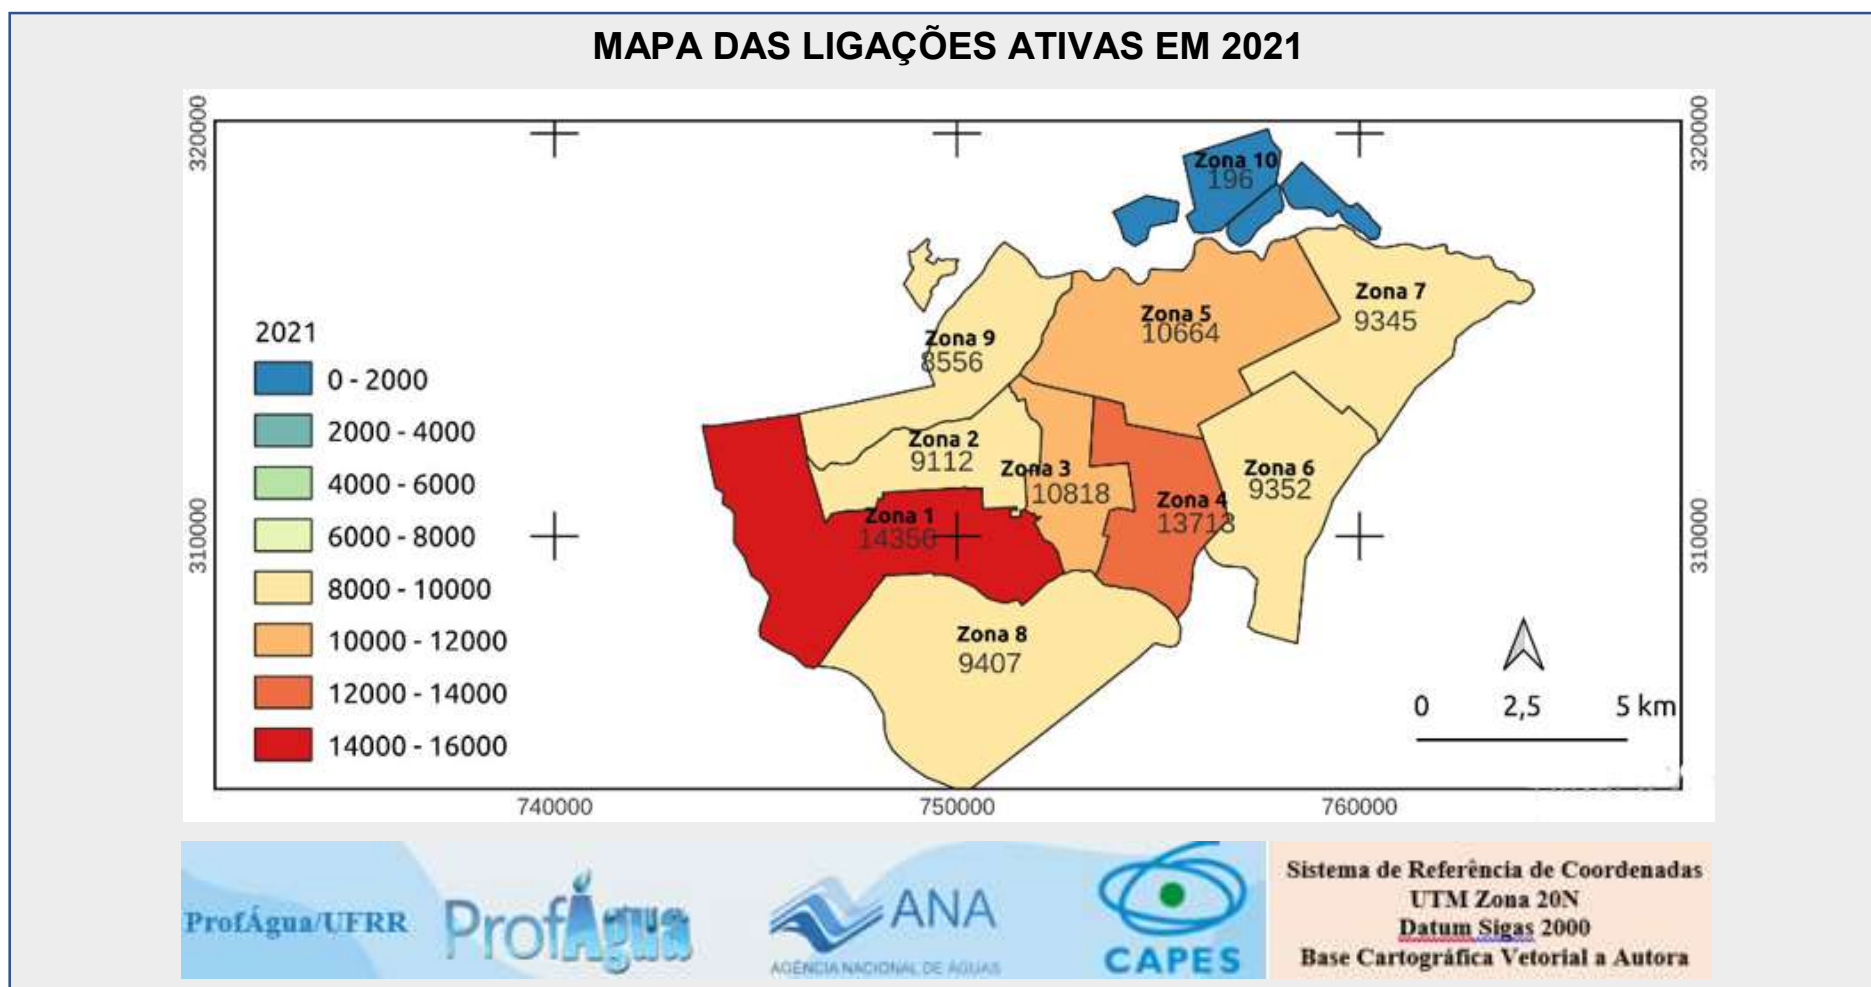 MAPA DAS LIGAÇÕES ATIVAS EM 2021
320000
320000
Zona 10
196
Zona 7
9345
Zona 5
10664
Zona 9
8556
2021
0 - 2000
2000 - 4000
4000 - 6000
6000 - 8000
8000 - 10000
10000 - 12000
12000 - 14000
14000 - 16000
Zona 2
9112
Zona 3
10818
Zona 6
9352
Zona 4
13713
Zona 1
14356
310000
310000
Zona 8
9407
0 2,5 5 km
740000 750000 760000
ProfÁgua/UFRR
ProfÁgua
ANA
AGÊNCIA NACIONAL DE ÁGUAS
CAPES
Sistema de Referência de Coordenadas
UTM Zona 20N
Datum Sigas 2000
Base Cartográfica Vetorial a Autora